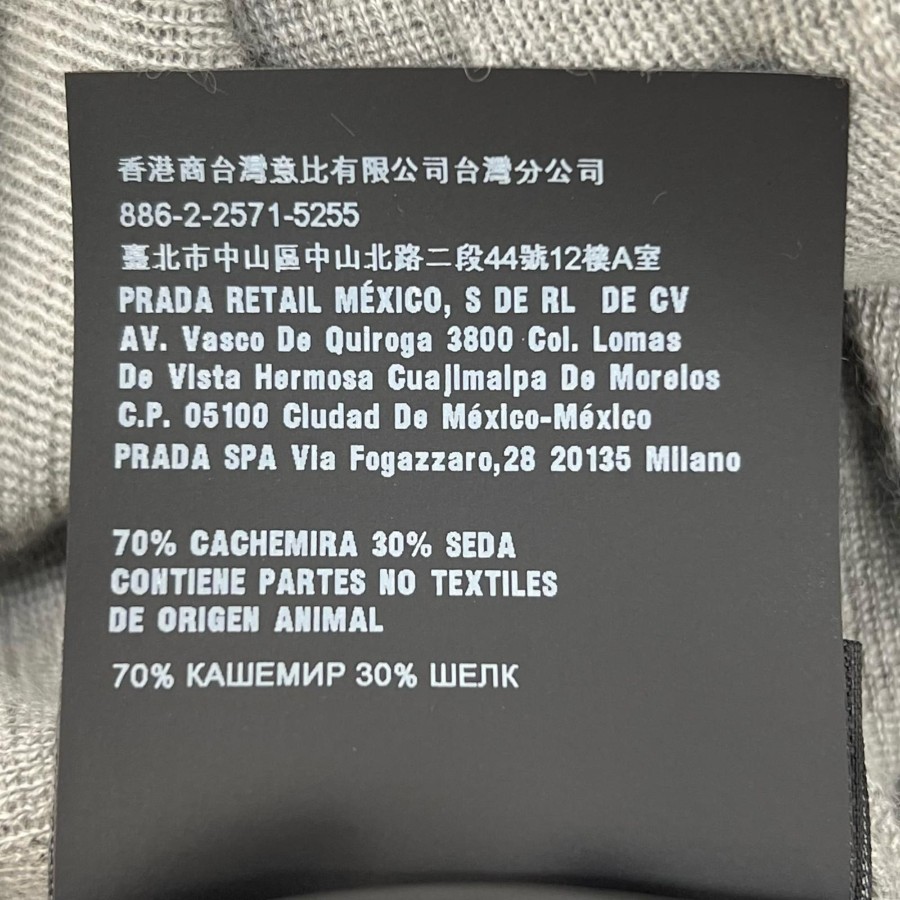 香港商台灣意比有限公司台灣分公司
886-2-2571-5255
臺北市中山區中山北路二段44號12樓A室
PRADA RETAIL MÉXICO, S DE RL DE CV
AV. Vasco De Quiroga 3800 Col. Lomas
De Vista Hermosa Cuajimalpa De Morelos
C.P. 05100 Ciudad De México-México
PRADA SPA Via Fogazzaro,28 20135 Milano
70% CACHEMIRA 30% SEDA
CONTIENE PARTES NO TEXTILES
DE ORIGEN ANIMAL
70% КАШЕМИР 30% ШЕЛК